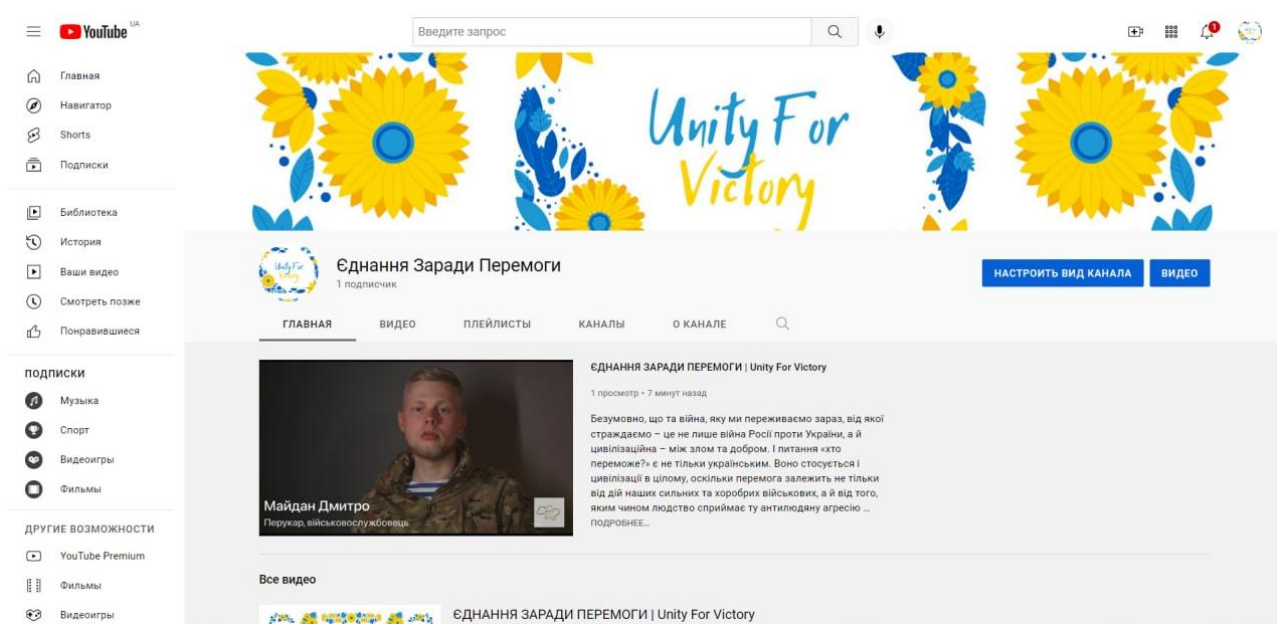 YouTube UA
Введите запрос
1
Главная
Навигатор
Shorts
Подписки
Библиотека
История
Ваши видео
Смотреть позже
Понравившиеся
ПОДПИСКИ
Музыка
Спорт
Видеоигры
Фильмы
ДРУГИЕ ВОЗМОЖНОСТИ
YouTube Premium
Фильмы
Видеоигры
Unity For
Victory
Unity For
Victory
Єднання Заради Перемоги
1 подписчик
НАСТРОИТЬ ВИД КАНАЛА
ВИДЕО
ГЛАВНАЯ ВИДЕО ПЛЕЙЛИСТЫ КАНАЛЫ О КАНАЛЕ
Майдан Дмитро
Перукар, військовослужбовець
ЄДНАННЯ ЗАРАДИ ПЕРЕМОГИ | Unity For Victory
1 просмотр • 7 минут назад
Безумовно, що та війна, яку ми переживаємо зараз, від якої
страждаємо – це не лише війна Росії проти України, а й
цивілізаційна – між злом та добром. І питання «хто
переможе?» є не тільки українським. Воно стосується і
цивілізації в цілому, оскільки перемога залежить не тільки
від дій наших сильних та хоробрих військових, а й від того,
яким чином людство сприймає ту антилюдяну агресію ...
ПОДРОБНЕЕ...
Все видео
ЄДНАННЯ ЗАРАДИ ПЕРЕМОГИ | Unity For Victory